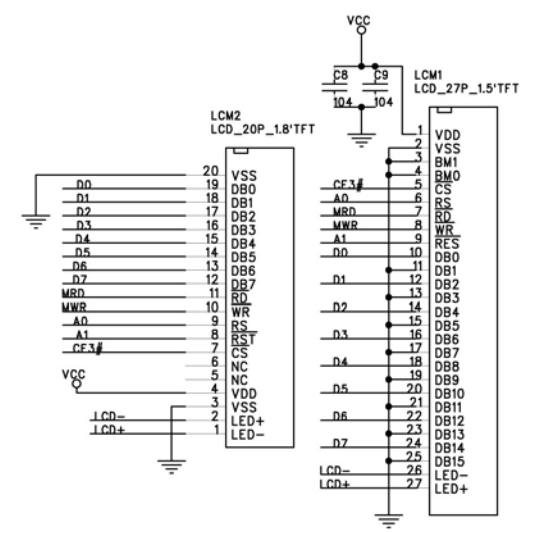 VCC
C8 C9
104 104
LCM1
LCD_27P_1.5'TFT
1 VDD
2 VSS
3 BM1
4 BM0
CE3# 5 CS
A0 6 RS
MRD 7 RD
MWR 8 WR
A1 9 RES
D0 10 DB0
11 DB1
D1 12 DB2
13 DB3
D2 14 DB4
15 DB5
D3 16 DB6
17 DB7
D4 18 DB8
19 DB9
D5 20 DB10
21 DB11
D6 22 DB12
23 DB13
D7 24 DB14
25 DB15
LCD- 26 LED-
LCD+ 27 LED+
LCM2
LCD_20P_1.8'TFT
20 VSS
D0 19 DB0
D1 18 DB1
D2 17 DB2
D3 16 DB3
D4 15 DB4
D5 14 DB5
D6 13 DB6
D7 12 DB7
MRD 11 RD
MWR 10 WR
A0 9 RS
A1 8 RST
CE3# 7 CS
6 NC
5 NC
VCC
4 VDD
3 VSS
LCD- 2 LED+
LCD+ 1 LED-